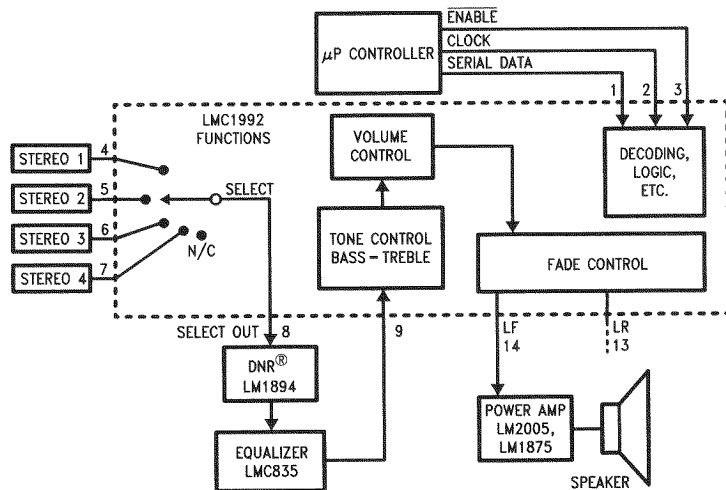 ENABLE
CLOCK
μP CONTROLLER
SERIAL DATA
1 2 3
LMC1992
FUNCTIONS
VOLUME
CONTROL
DECODING,
LOGIC,
ETC.
STEREO 1 4
STEREO 2 5
STEREO 3 6
STEREO 4 7
SELECT
N/C
TONE CONTROL
BASS-TREBLE
FADE CONTROL
SELECT OUT 8
9
LF
14
LR
13
DNR®
LM1894
EQUALIZER
LMC835
POWER AMP
LM2005,
LM1875
SPEAKER